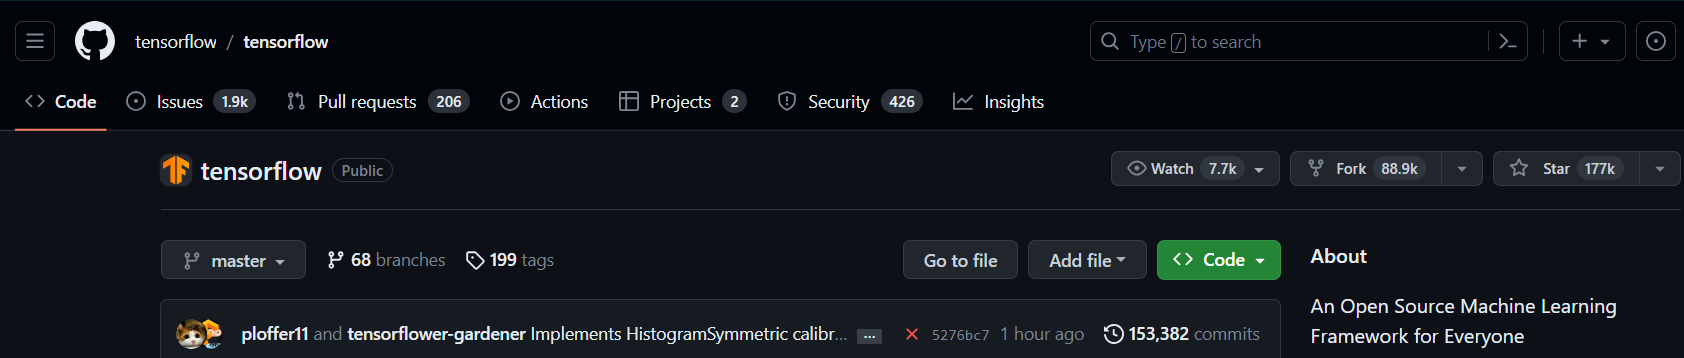 tensorflow / tensorflow
Type / to search
Code Issues 1.9k Pull requests 206 Actions Projects 2 Security 426 Insights
tensorflow Public Watch 7.7k Fork 88.9k Star 177k
master 68 branches 199 tags Go to file Add file Code About
An Open Source Machine Learning
Framework for Everyone
ploffer11 and tensorflower-gardener Implements HistogramSymmetric calibr... ... 5276bc7 1 hour ago 153,382 commits